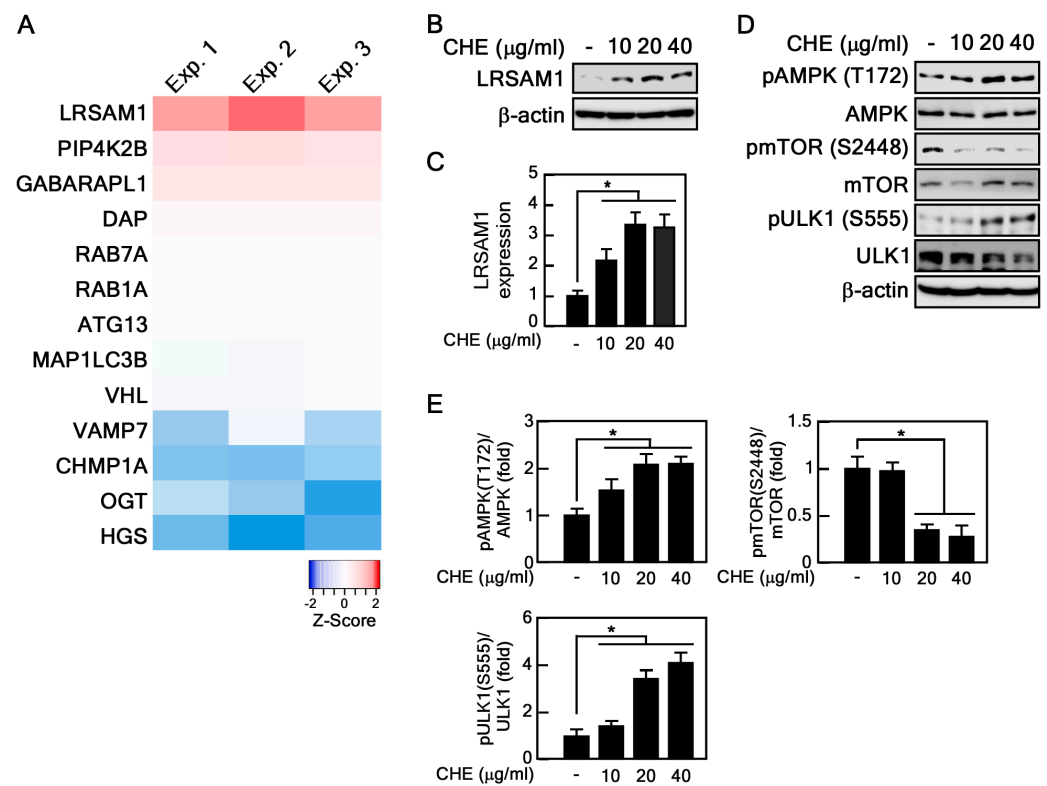 A
Exp. 1 Exp. 2 Exp. 3
LRSAM1
PIP4K2B
GABARAPL1
DAP
RAB7A
RAB1A
ATG13
MAP1LC3B
VHL
VAMP7
CHMP1A
OGT
HGS
-2 0 2
Z-Score
B
CHE (µg/ml) - 10 20 40
LRSAM1
β-actin
C
LRSAM1
expression
5
4
3
2
1
0
*
CHE (µg/ml) - 10 20 40
D
CHE (µg/ml) - 10 20 40
pAMPK (T172)
AMPK
pmTOR (S2448)
mTOR
pULK1 (S555)
ULK1
β-actin
E
pAMPK(T172)/
AMPK (fold)
3
2
1
0
*
CHE (µg/ml) - 10 20 40
pmTOR(S2448)/
mTOR (fold)
1.5
1
0.5
0
*
CHE (µg/ml) - 10 20 40
pULK1(S555)/
ULK1 (fold)
6
4
2
0
*
CHE (µg/ml) - 10 20 40